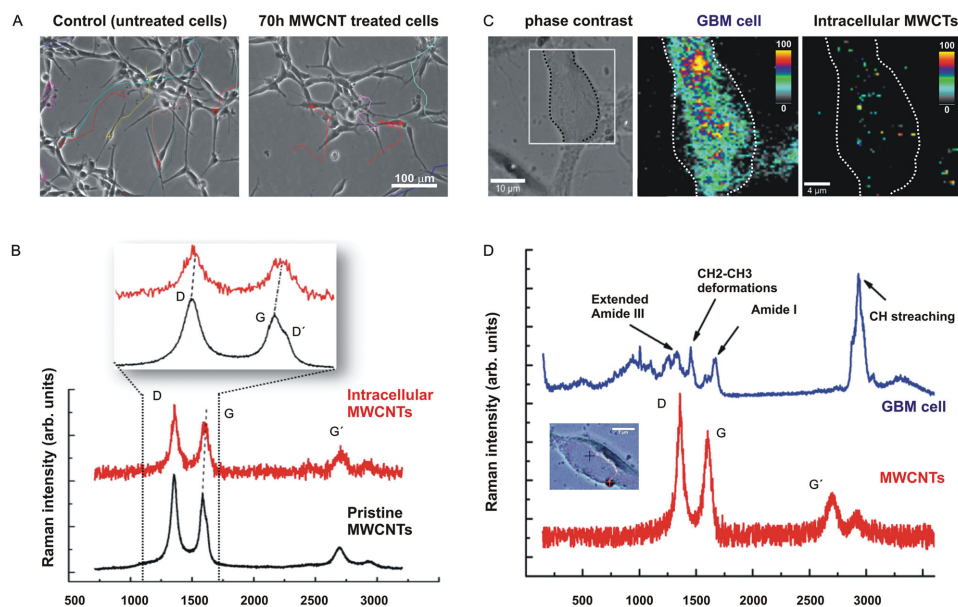 A
Control (untreated cells)
70h MWCNT treated cells
100 μm
C
phase contrast
GBM cell
Intracellular MWCTs
10 μm
100
0
100
0
4 μm
B
D
G
D´
Raman intensity (arb. units)
D
G
Intracellular
MWCNTs
G´
Pristine
MWCNTs
500 1000 1500 2000 2500 3000
D
Raman intensity (arb. units)
Extended
Amide III
CH2-CH3
deformations
Amide I
CH streaching
GBM cell
D
G
MWCNTs
G´
500 1000 1500 2000 2500 3000